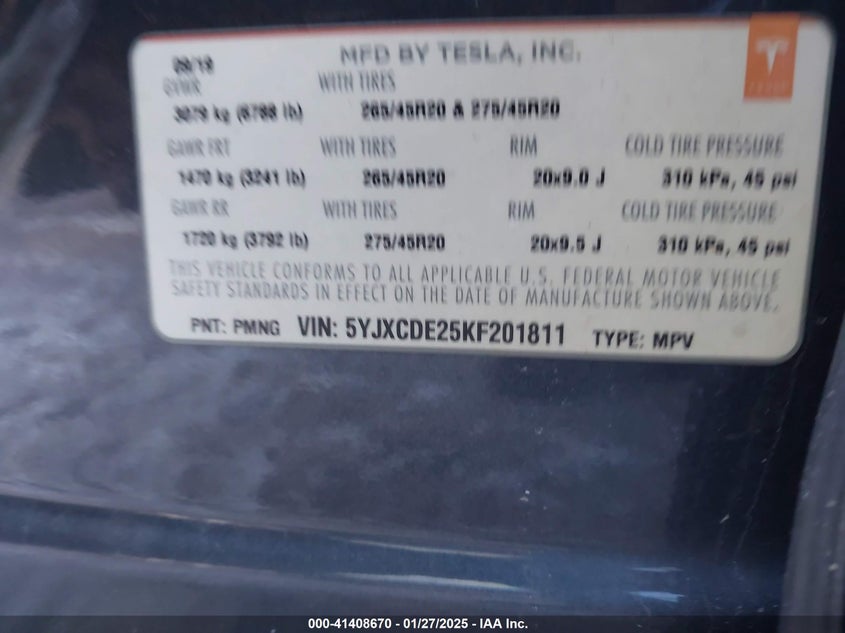 MFD BY TESLA, INC.
09/19
GVWR WITH TIRES
3079 kg (6788 lb) 265/45R20 & 275/45R20
GAWR FRT WITH TIRES RIM COLD TIRE PRESSURE
1470 kg (3241 lb) 265/45R20 20x9.0 J 310 kPa, 45 psi
GAWR RR WITH TIRES RIM COLD TIRE PRESSURE
1720 kg (3792 lb) 275/45R20 20x9.5 J 310 kPa, 45 psi
THIS VEHICLE CONFORMS TO ALL APPLICABLE U.S. FEDERAL MOTOR VEHICLE
SAFETY STANDARDS IN EFFECT ON THE DATE OF MANUFACTURE SHOWN ABOVE.
PNT: PMNG VIN: 5YJXCDE25KF201811 TYPE: MPV
000-41408670 / 01/27/2025 - IAA Inc.